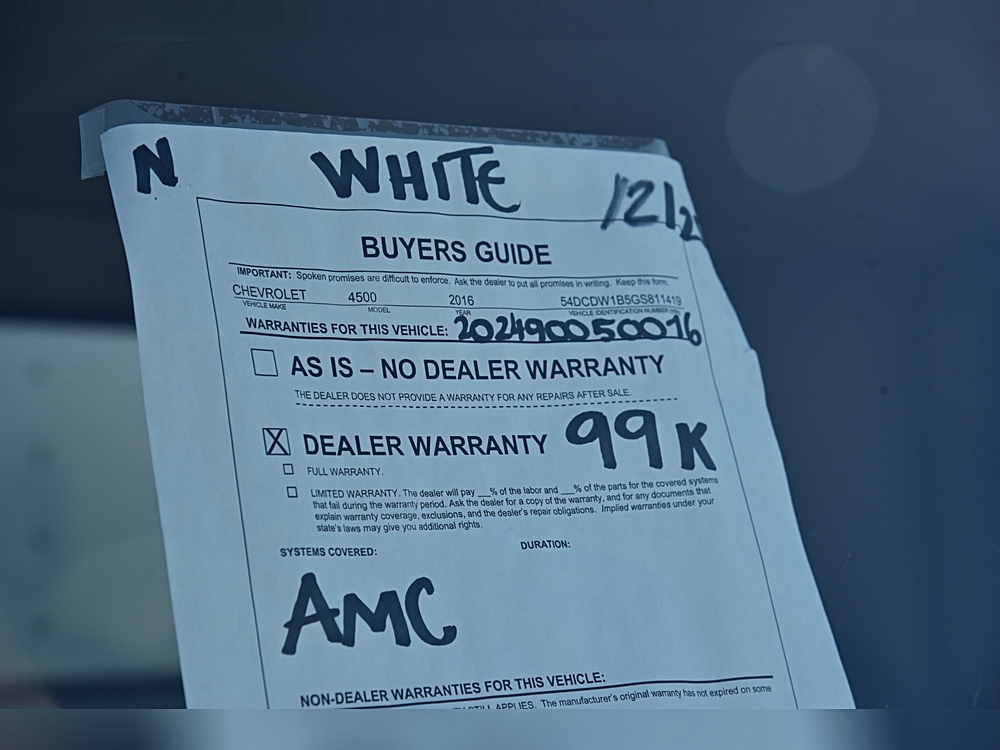 N WHITE /21/2
BUYERS GUIDE
IMPORTANT: Spoken promises are difficult to enforce. Ask the dealer to put all promises in writing. Keep this form.
CHEVROLET 4500 2016 54DCDW1B5GS811419
VEHICLE MAKE MODEL YEAR VEHICLE IDENTIFICATION NUMBER (VIN)
WARRANTIES FOR THIS VEHICLE: 202490050016
AS IS – NO DEALER WARRANTY
THE DEALER DOES NOT PROVIDE A WARRANTY FOR ANY REPAIRS AFTER SALE.
X DEALER WARRANTY 99K
FULL WARRANTY.
LIMITED WARRANTY. The dealer will pay ___% of the labor and ___% of the parts for the covered systems
that fail during the warranty period. Ask the dealer for a copy of the warranty, and for any documents that
explain warranty coverage, exclusions, and the dealer's repair obligations. Implied warranties under your
state's laws may give you additional rights.
SYSTEMS COVERED: DURATION:
AMC
NON-DEALER WARRANTIES FOR THIS VEHICLE:
STILL APPLIES. The manufacturer's original warranty has not expired on some